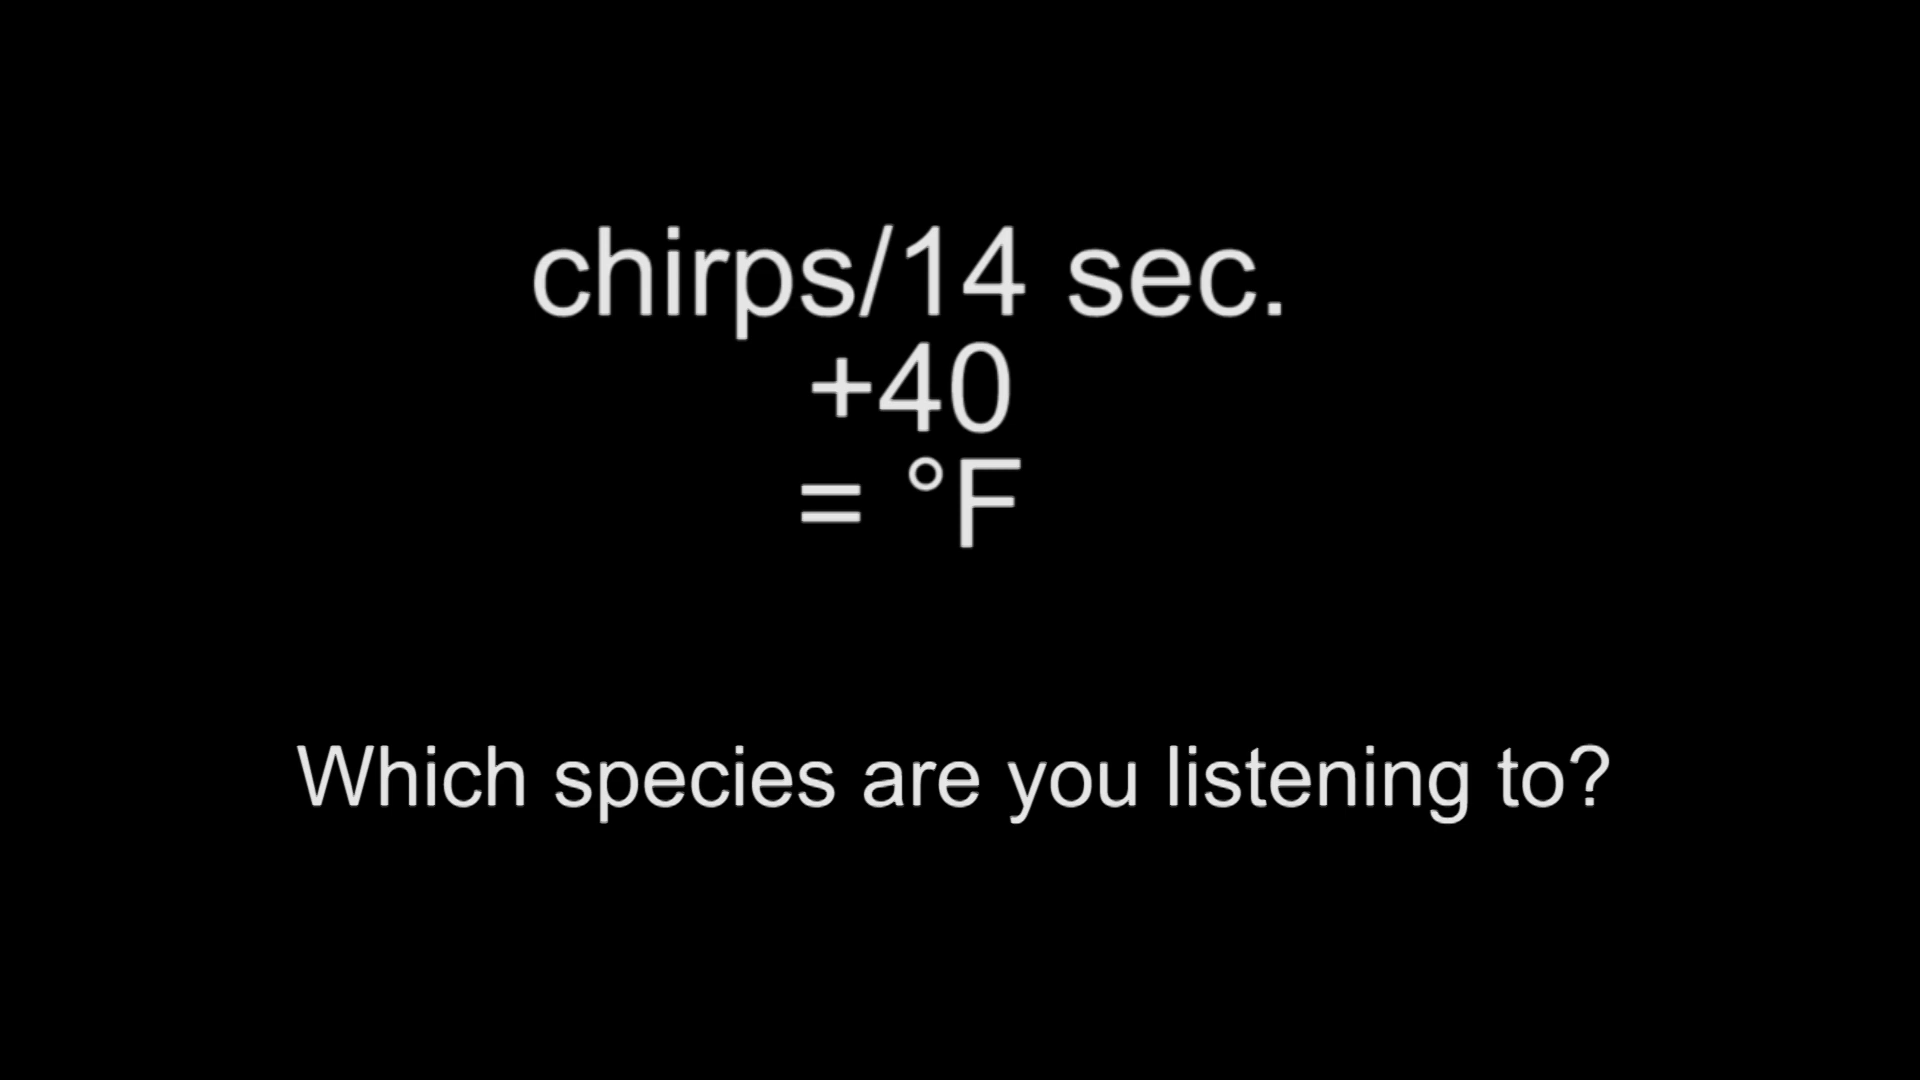 chirps/14 sec.
+40
= °F
Which species are you listening to?